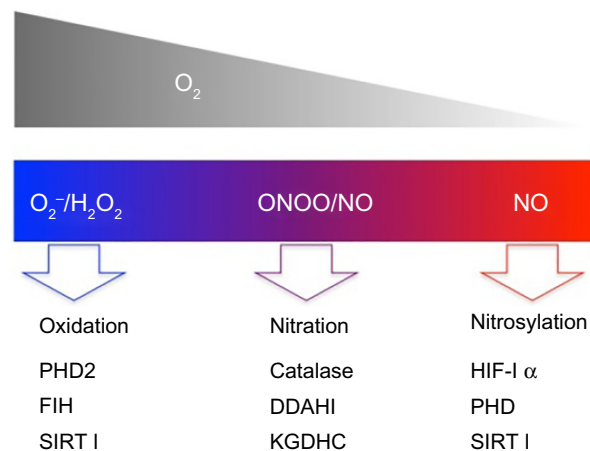 O₂
O₂⁻/H₂O₂ ONOO/NO NO
Oxidation Nitration Nitrosylation
PHD2 Catalase HIF-I α
FIH DDAHI PHD
SIRT I KGDHC SIRT I